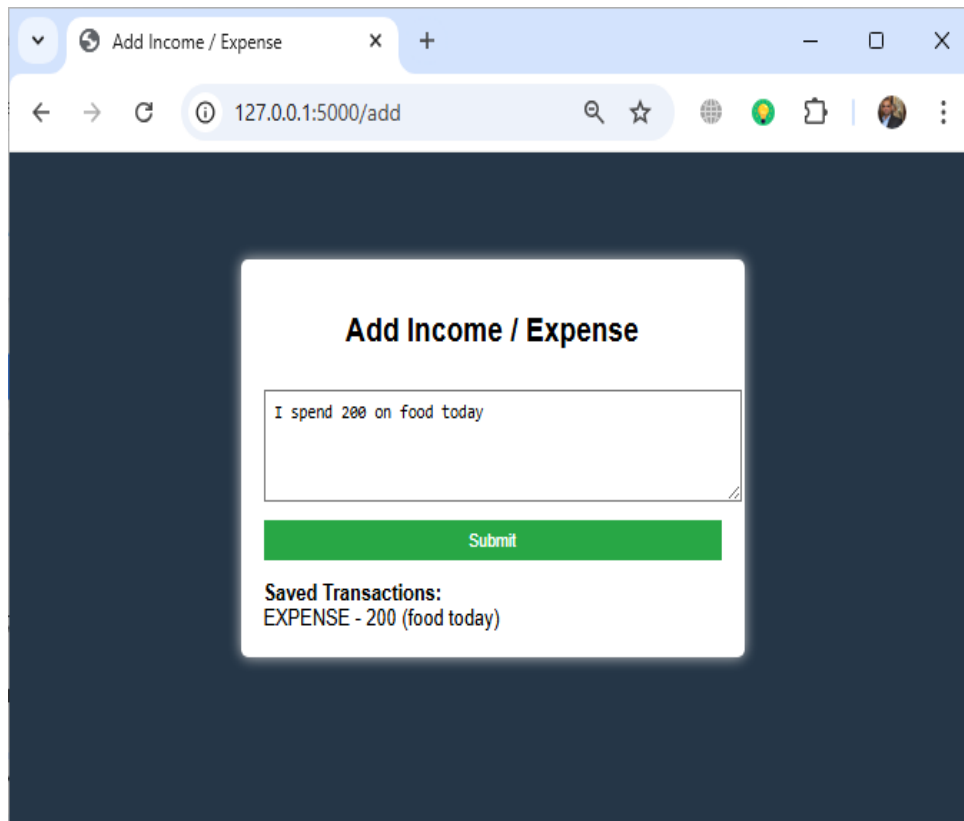 Add Income / Expense
127.0.0.1:5000/add
Add Income / Expense
I spend 200 on food today
Submit
Saved Transactions:
EXPENSE - 200 (food today)